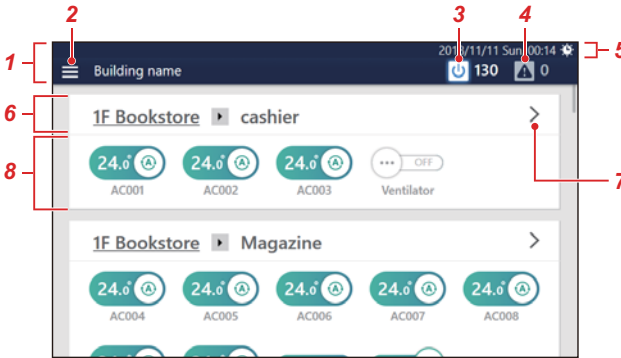 2 3 4
2018/11/11 Sun 00:14
5
1
Building name 130 0
6
1F Bookstore cashier
8
24.0° A 24.0° A 24.0° A OFF
7
AC001 AC002 AC003 Ventilator
1F Bookstore Magazine
24.0° A 24.0° A 24.0° A 24.0° A 24.0° A
AC004 AC005 AC006 AC007 AC008